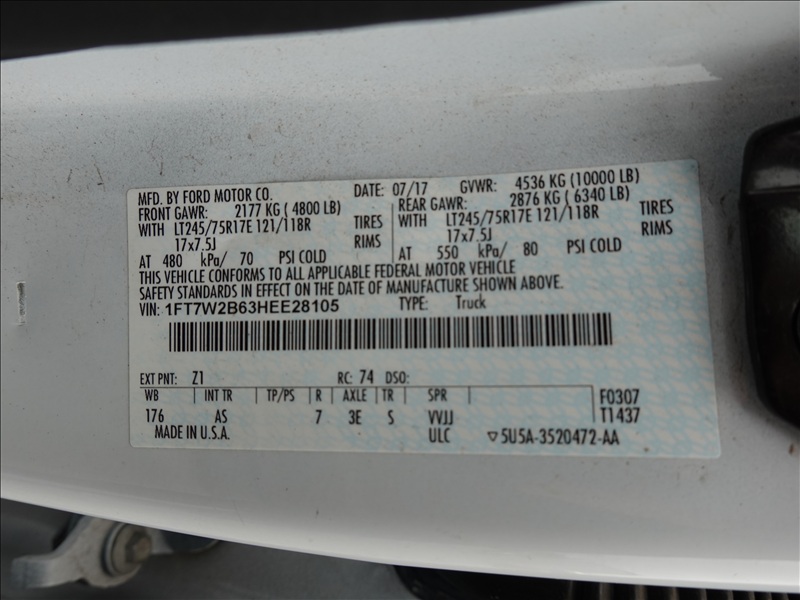 MFD. BY FORD MOTOR CO. DATE: 07/17 GVWR: 4536 KG (10000 LB)
FRONT GAWR: 2177 KG ( 4800 LB) REAR GAWR: 2876 KG ( 6340 LB)
WITH LT245/75R17E 121/118R TIRES WITH LT245/75R17E 121/118R TIRES
17x7.5J RIMS 17x7.5J RIMS
AT 480 kPa/ 70 PSI COLD AT 550 kPa/ 80 PSI COLD
THIS VEHICLE CONFORMS TO ALL APPLICABLE FEDERAL MOTOR VEHICLE
SAFETY STANDARDS IN EFFECT ON THE DATE OF MANUFACTURE SHOWN ABOVE.
VIN: 1FT7W2B63HEE28105 TYPE: Truck
EXT PNT: Z1 RC: 74 DSO:
WB INT TR TP/PS R AXLE TR SPR F0307
176 AS 7 3E S VVJJ T1437
MADE IN U.S.A. ULC ▽5U5A-3520472-AA